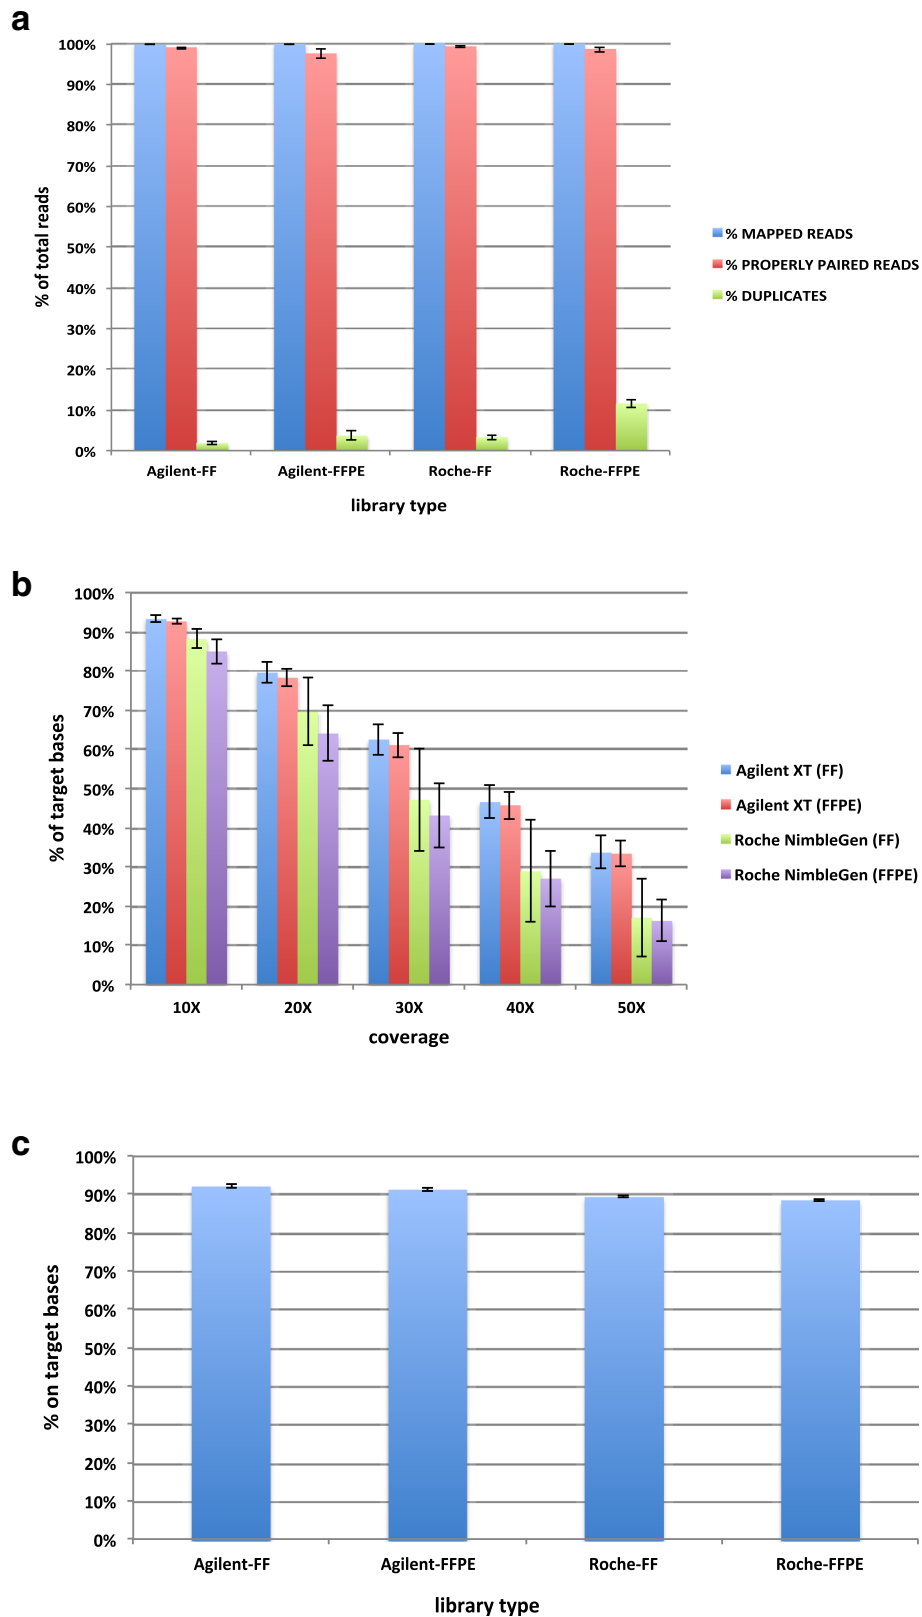 a
100%
90%
80%
70%
60%
50%
40%
30%
20%
10%
0%
% of total reads
Agilent-FF
Agilent-FFPE
Roche-FF
Roche-FFPE
library type
% MAPPED READS
% PROPERLY PAIRED READS
% DUPLICATES
b
100%
90%
80%
70%
60%
50%
40%
30%
20%
10%
0%
% of target bases
10X
20X
30X
40X
50X
coverage
Agilent XT (FF)
Agilent XT (FFPE)
Roche NimbleGen (FF)
Roche NimbleGen (FFPE)
c
100%
90%
80%
70%
60%
50%
40%
30%
20%
10%
0%
% on target bases
Agilent-FF
Agilent-FFPE
Roche-FF
Roche-FFPE
library type